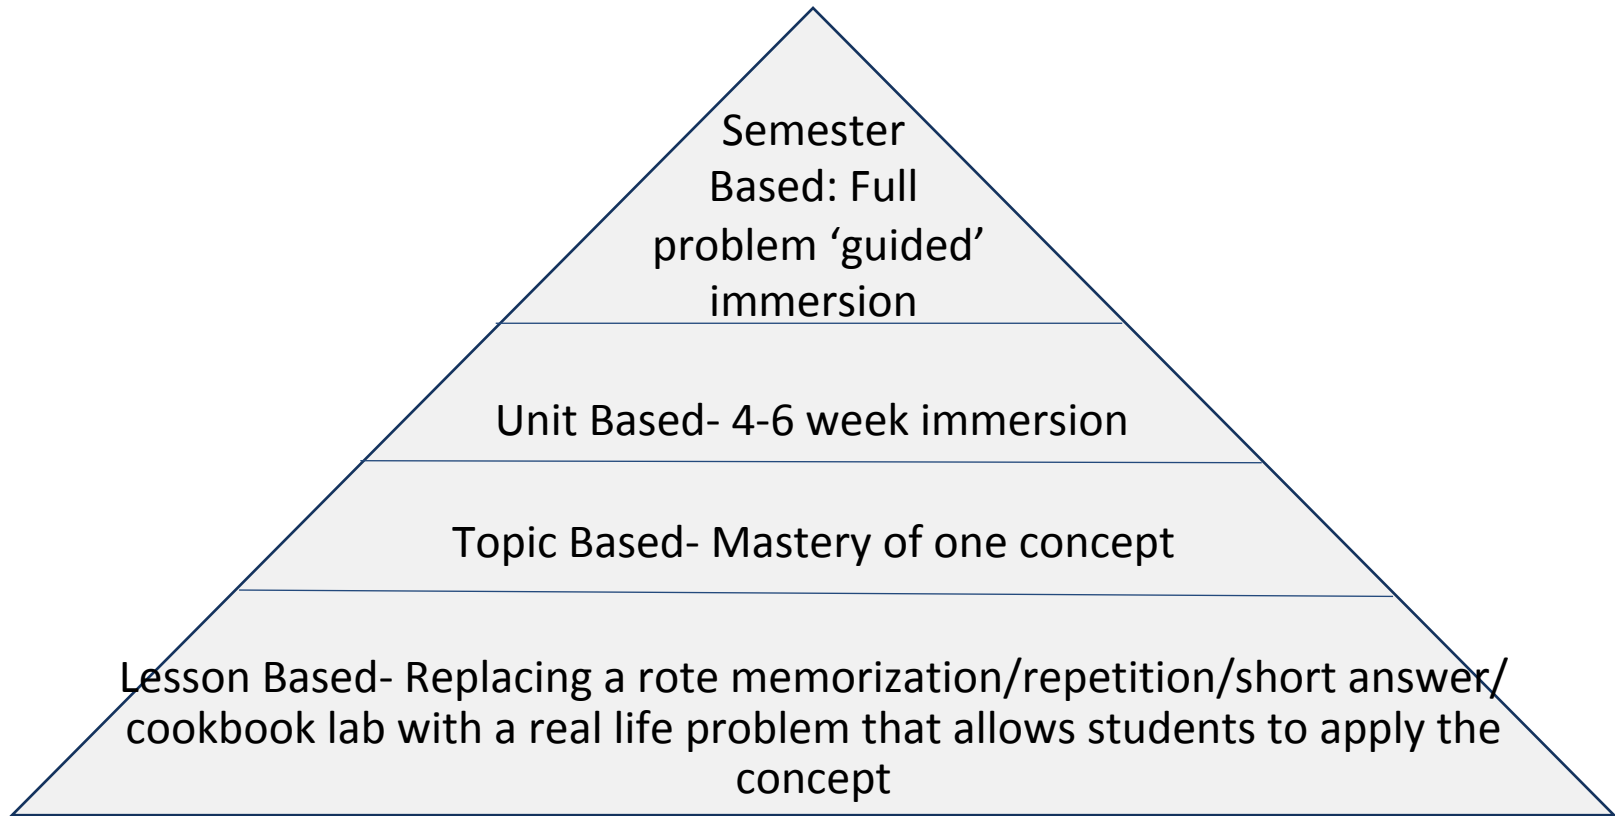 Semester
Based: Full
problem ‘guided’
immersion
Unit Based- 4-6 week immersion
Topic Based- Mastery of one concept
Lesson Based- Replacing a rote memorization/repetition/short answer/
cookbook lab with a real life problem that allows students to apply the
concept